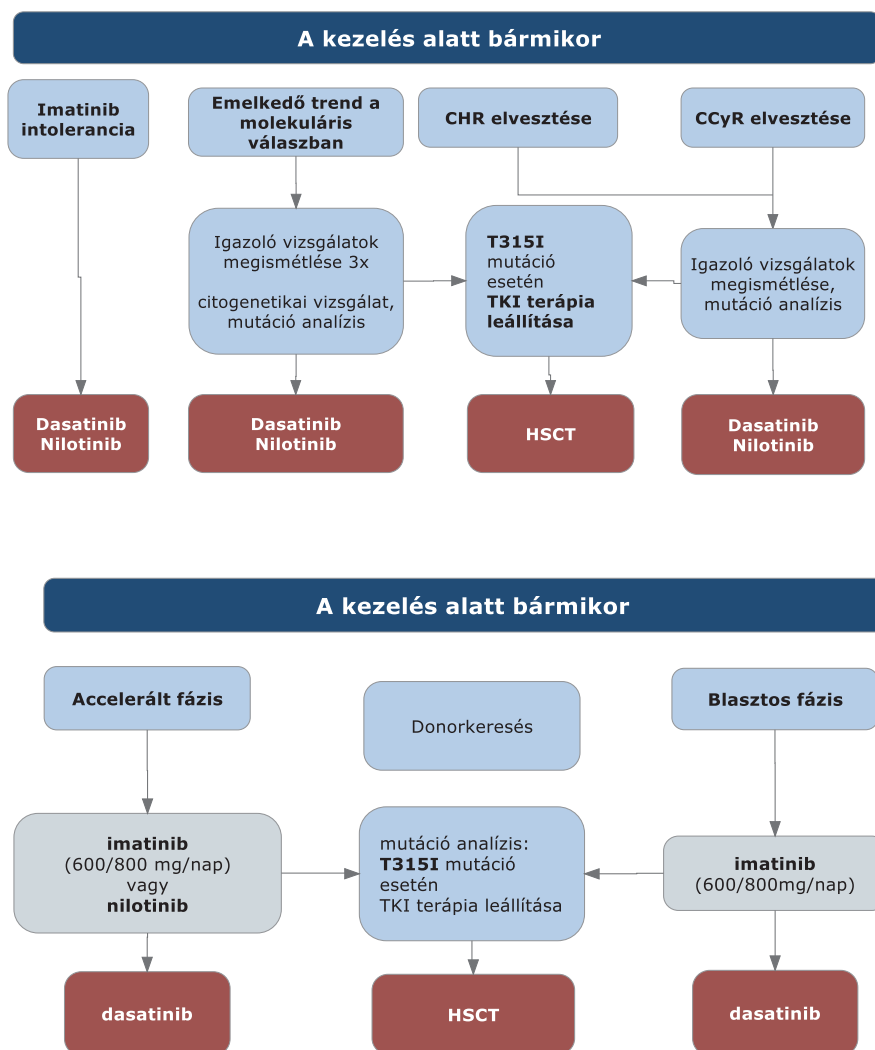 A kezelés alatt bármikor
Imatinib
intolerancia
Emelkedő trend a
molekuláris
válaszban
CHR elvesztése
CCyR elvesztése
Igazoló vizsgálatok
megismétlése 3x
citogenetikai vizsgálat,
mutáció analízis
T315I
mutáció
esetén
TKI terápia
leállítása
Igazoló vizsgálatok
megismétlése,
mutáció analízis
Dasatinib
Nilotinib
Dasatinib
Nilotinib
HSCT
Dasatinib
Nilotinib
A kezelés alatt bármikor
Accelerált fázis
Donorkeresés
Blasztos fázis
imatinib
(600/800 mg/nap)
vagy
nilotinib
mutáció analízis:
T315I mutáció
esetén
TKI terápia leállítása
imatinib
(600/800mg/nap)
dasatinib
HSCT
dasatinib